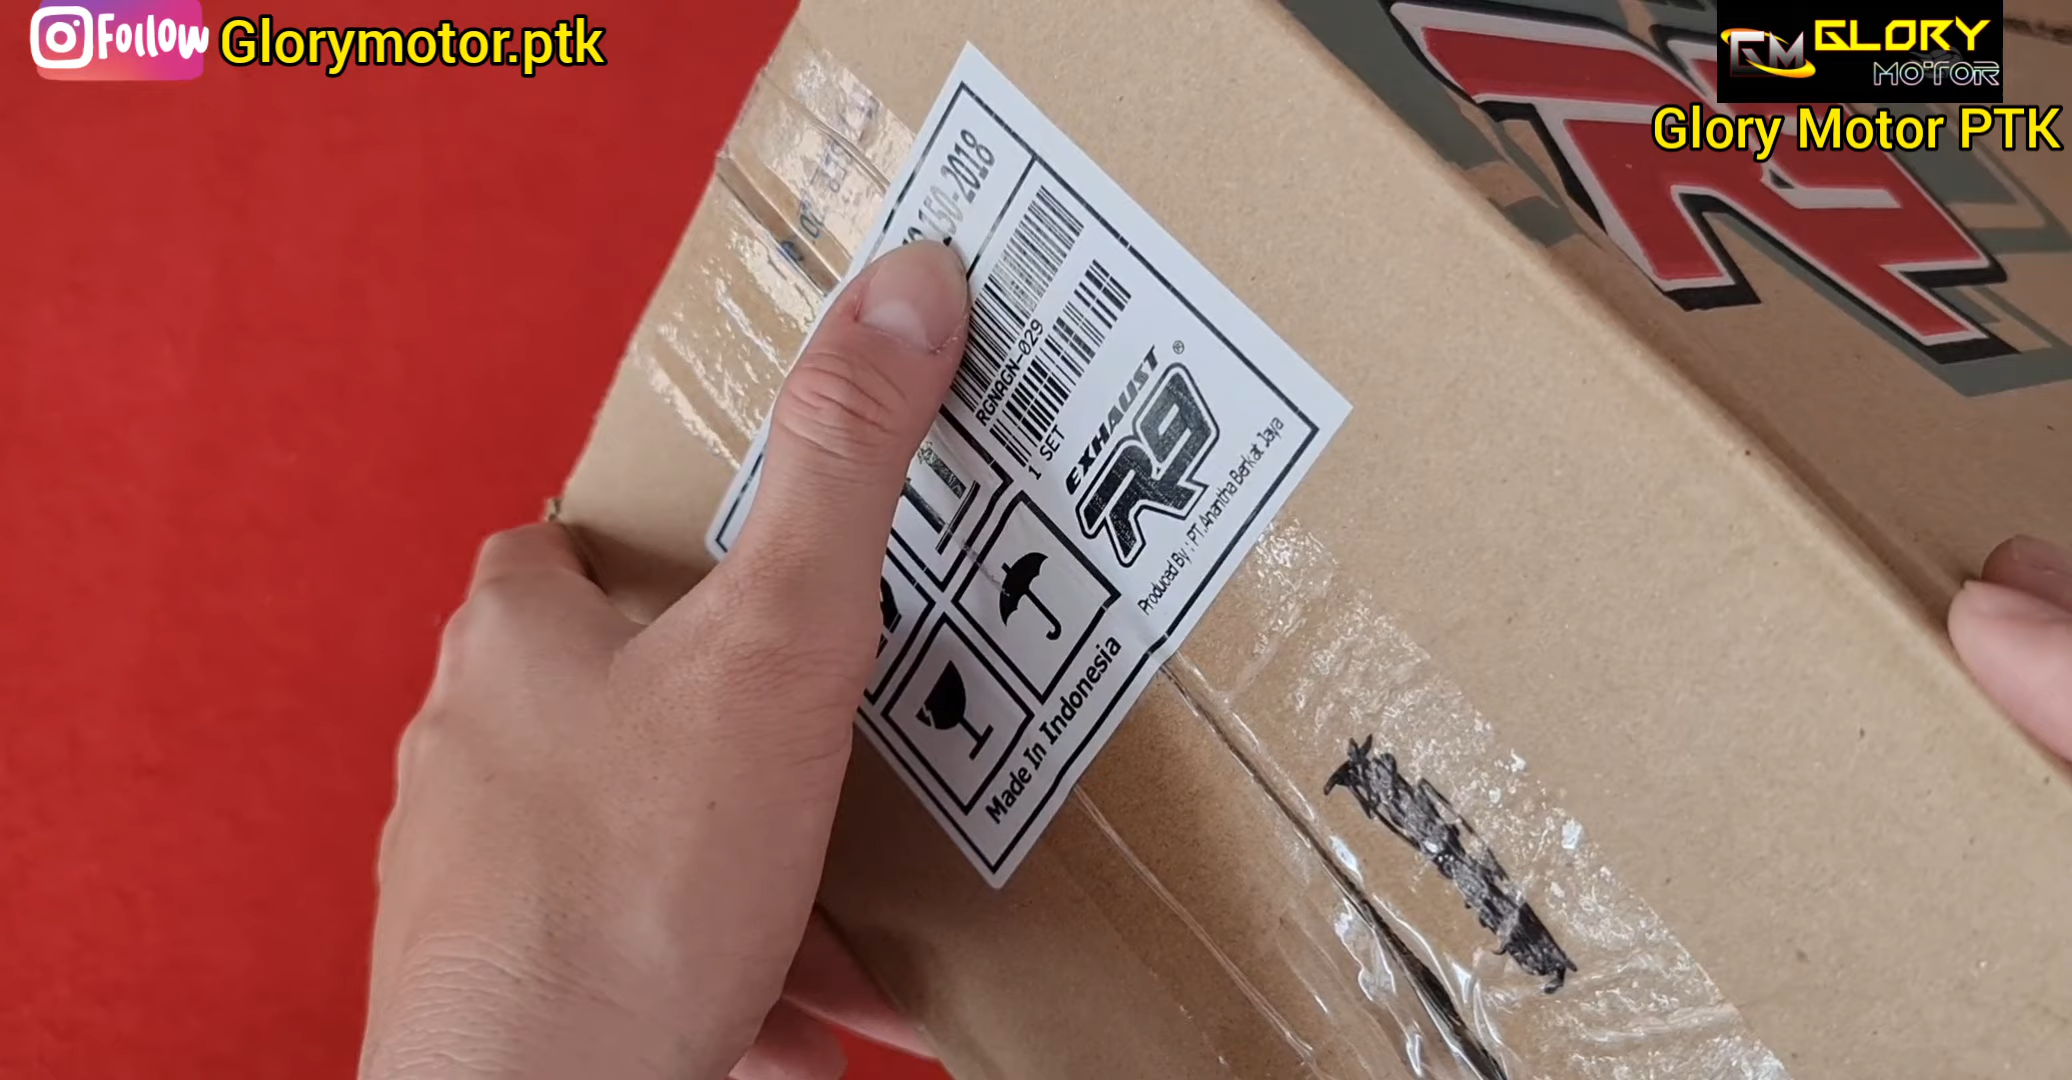 Follow Glorymotor.ptk
GLORY
MOTOR
Glory Motor PTK
150-2018
RGNAGN-029
1 SET
EXHAUST ®
R9
Produced By : PT.Anantha Berkat Jaya
Made In Indonesia